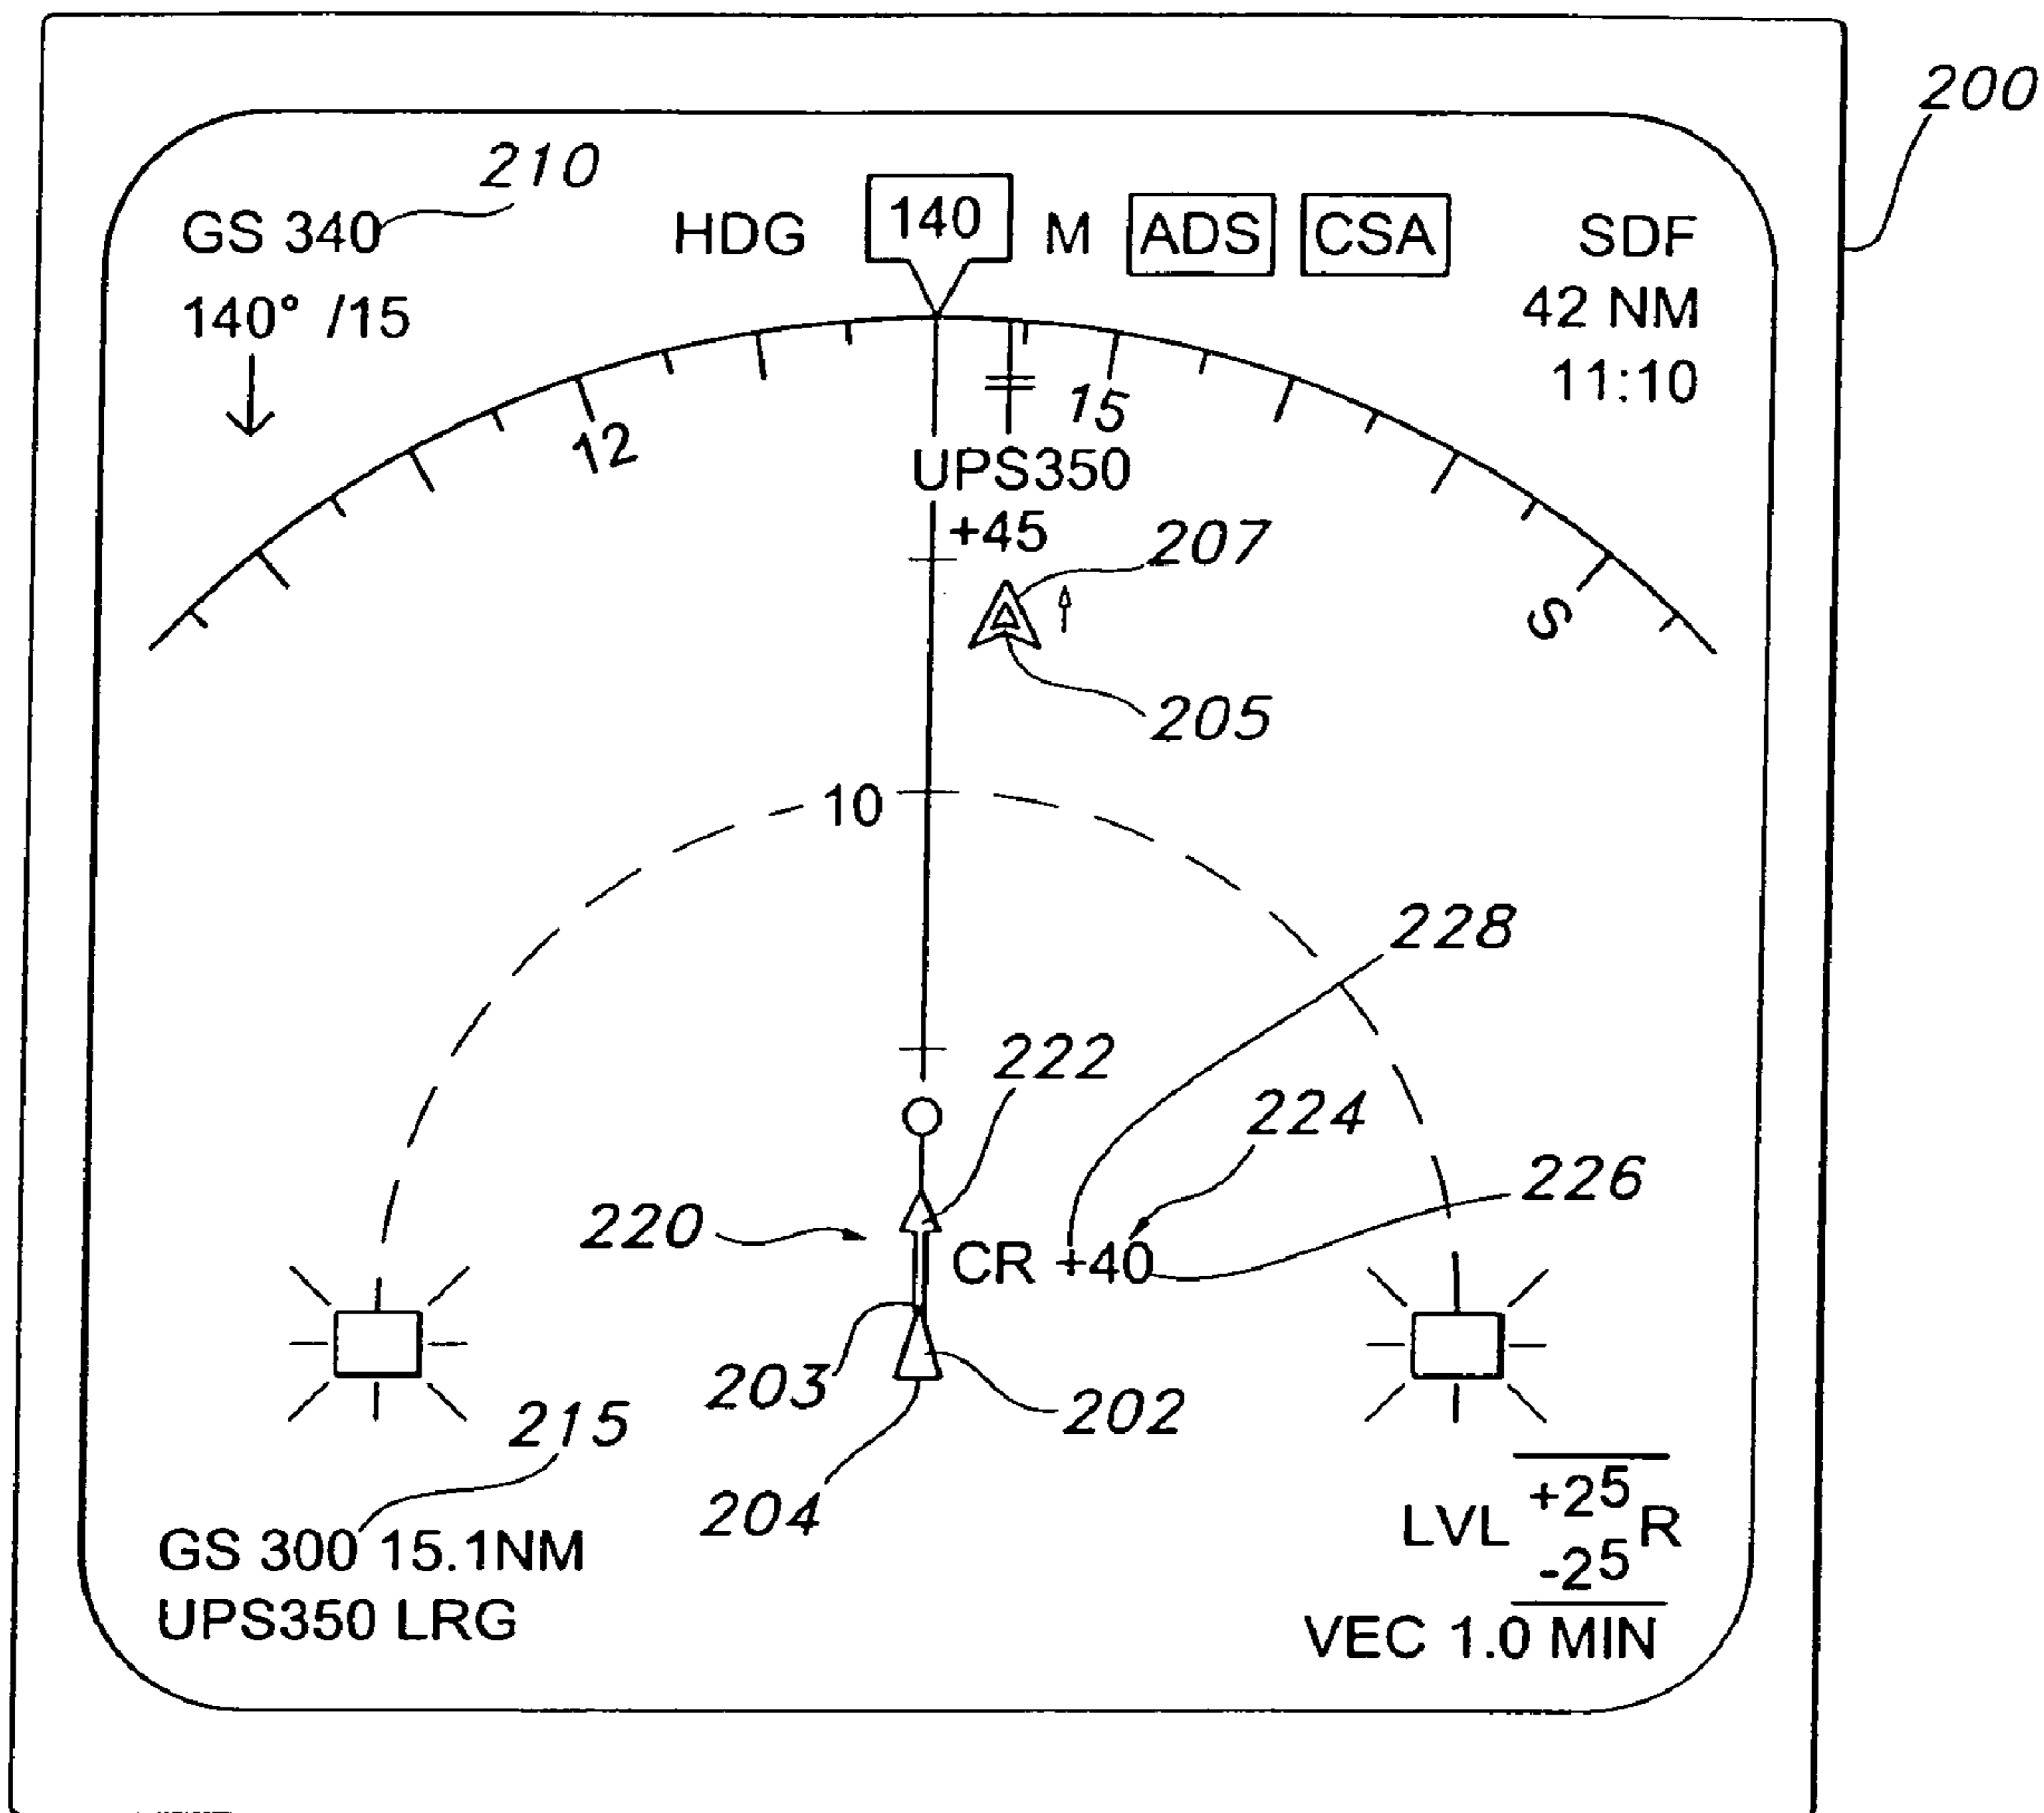 200
210
GS 340 HDG 140 M ADS CSA SDF
140° /15 42 NM
11:10
12 15
UPS350
+45 207
S
205
10
228
222
224
226
220
CR +40
203
202
215
204
+25
LVL R
-25
GS 300 15.1NM
UPS350 LRG
VEC 1.0 MIN